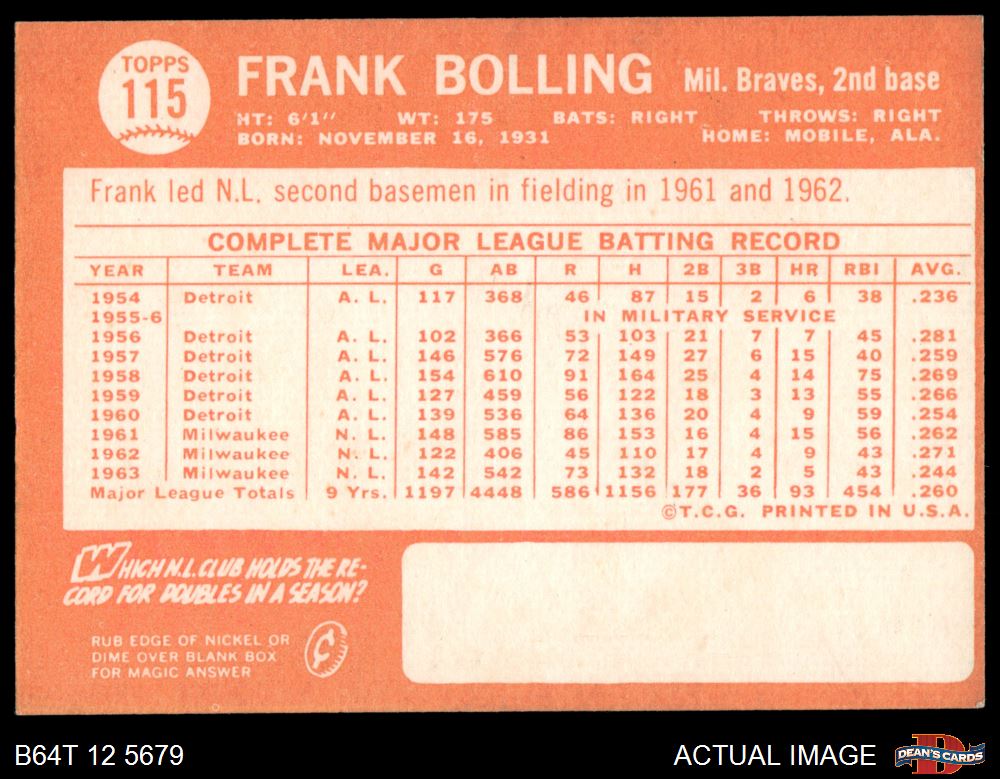 TOPPS
115
FRANK BOLLING Mil. Braves, 2nd base
HT: 6'1" WT: 175 BATS: RIGHT THROWS: RIGHT
BORN: NOVEMBER 16, 1931 HOME: MOBILE, ALA.
Frank led N.L. second basemen in fielding in 1961 and 1962.
COMPLETE MAJOR LEAGUE BATTING RECORD
YEAR TEAM LEA. G AB R H 2B 3B HR RBI AVG.
1954 Detroit A. L. 117 368 46 87 15 2 6 38 .236
1955-6 IN MILITARY SERVICE
1956 Detroit A. L. 102 366 53 103 21 7 7 45 .281
1957 Detroit A. L. 146 576 72 149 27 6 15 40 .259
1958 Detroit A. L. 154 610 91 164 25 4 14 75 .269
1959 Detroit A. L. 127 459 56 122 18 3 13 55 .266
1960 Detroit A. L. 139 536 64 136 20 4 9 59 .254
1961 Milwaukee N. L. 148 585 86 153 16 4 15 56 .262
1962 Milwaukee N. L. 122 406 45 110 17 4 9 43 .271
1963 Milwaukee N. L. 142 542 73 132 18 2 5 43 .244
Major League Totals 9 Yrs. 1197 4448 586 1156 177 36 93 454 .260
©T.C.G. PRINTED IN U.S.A.
WHICH N.L. CLUB HOLDS THE RE-
CORD FOR DOUBLES IN A SEASON?
RUB EDGE OF NICKEL OR
DIME OVER BLANK BOX
FOR MAGIC ANSWER
B64T 12 5679 ACTUAL IMAGE DEAN'S CARDS